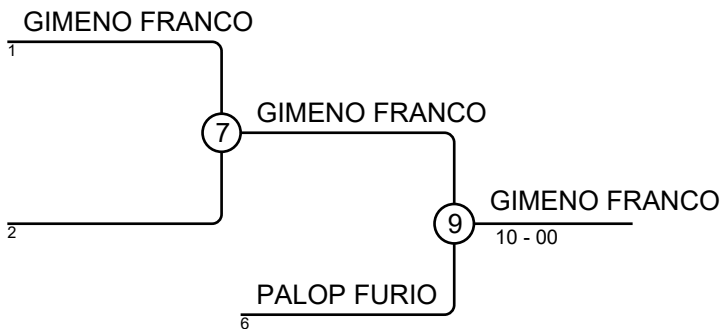 GIMENO FRANCO
1
7
GIMENO FRANCO
2
9
GIMENO FRANCO
10 - 00
PALOP FURIO
6